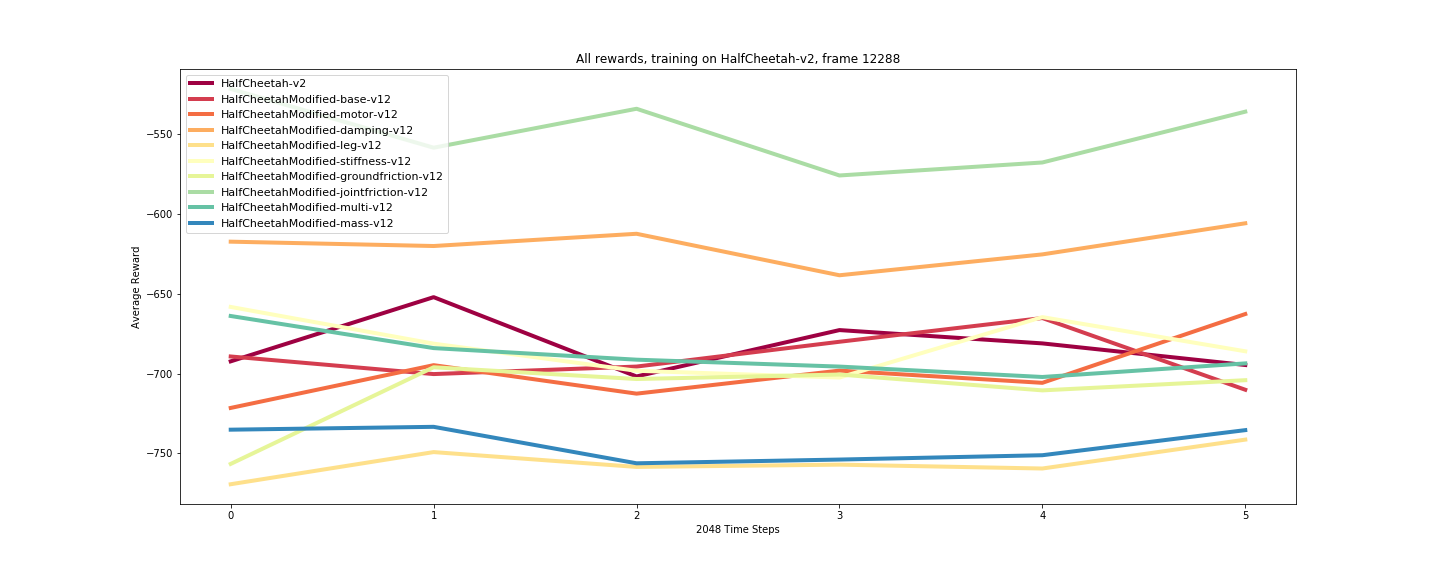 All rewards, training on HalfCheetah-v2, frame 12288
HalfCheetah-v2
HalfCheetahModified-base-v12
HalfCheetahModified-motor-v12
HalfCheetahModified-damping-v12
HalfCheetahModified-leg-v12
HalfCheetahModified-stiffness-v12
HalfCheetahModified-groundfriction-v12
HalfCheetahModified-jointfriction-v12
HalfCheetahModified-multi-v12
HalfCheetahModified-mass-v12
Average Reward
−550
−600
−650
−700
−750
0 1 2 3 4 5
2048 Time Steps